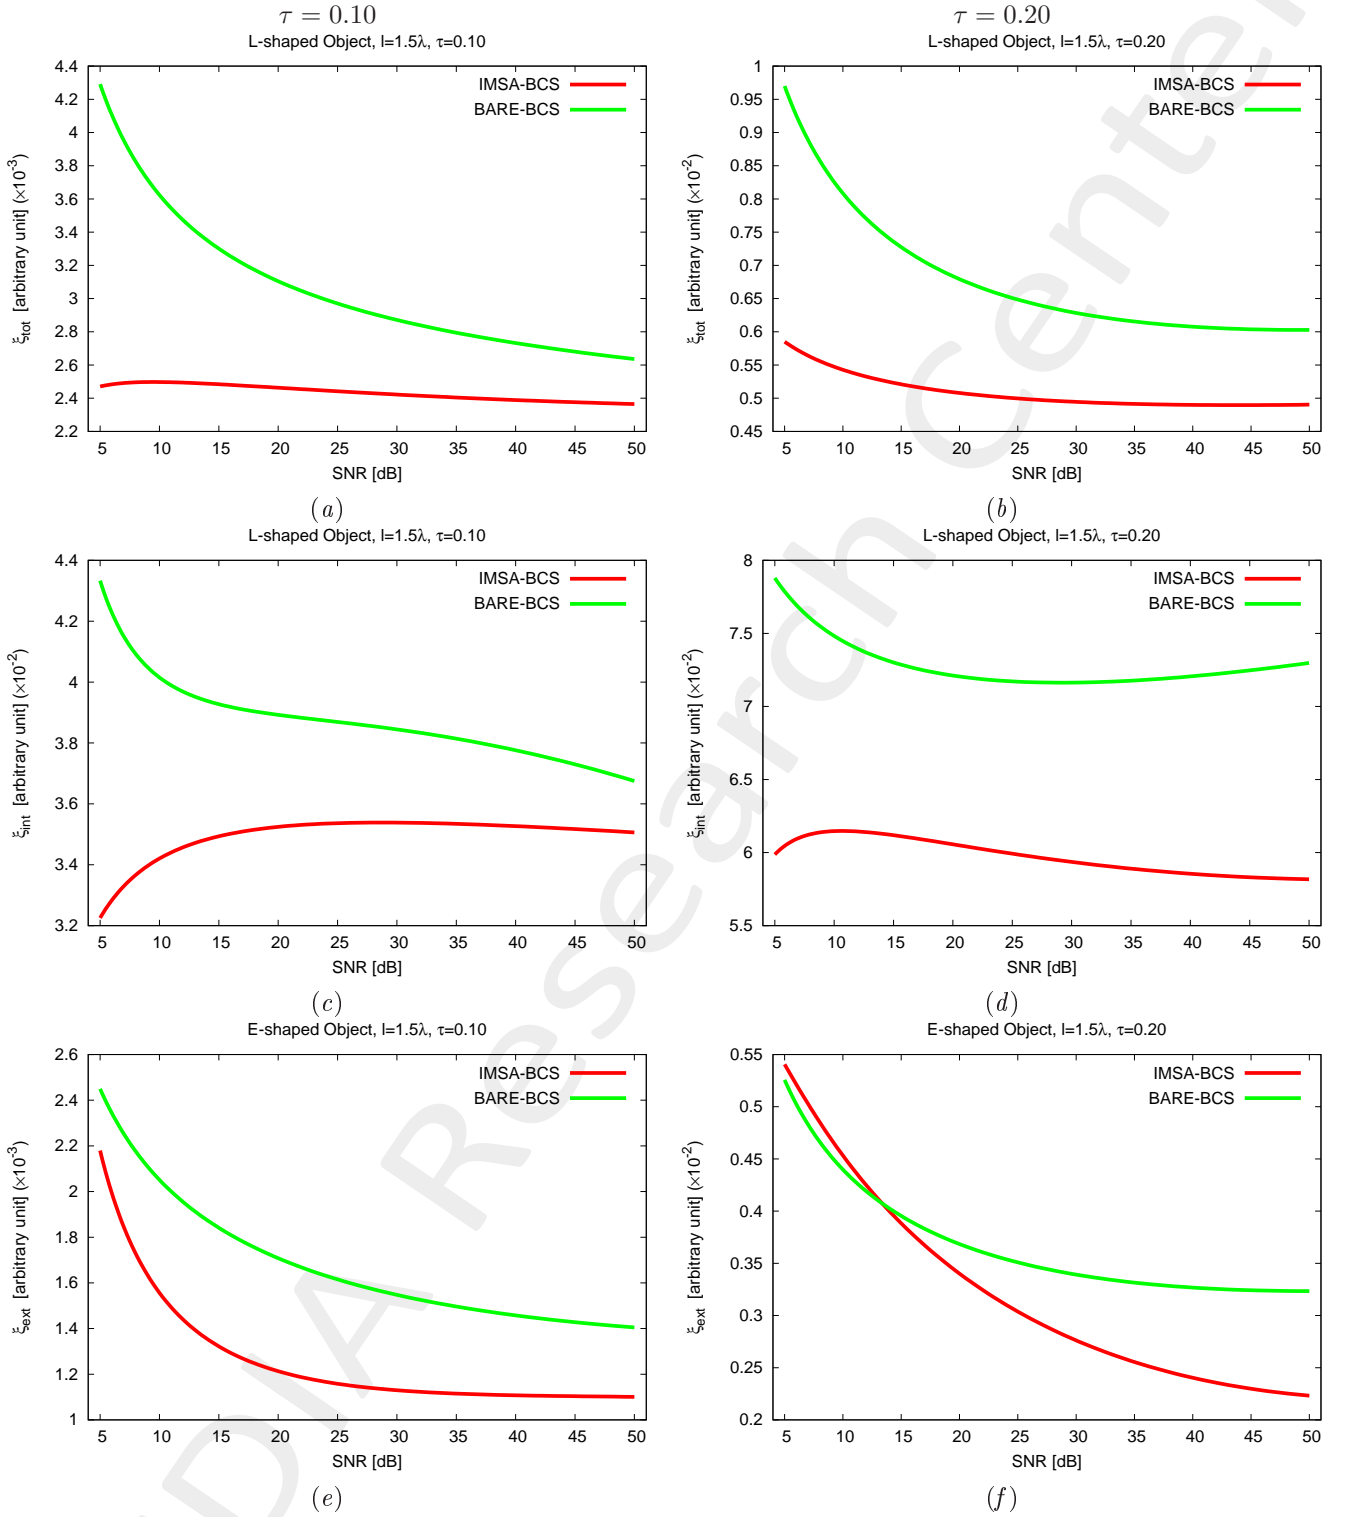 τ = 0.10
τ = 0.20
L-shaped Object, l=1.5λ, τ=0.10
ξtot [arbitrary unit] (×10-3)
4.4
4.2
4
3.8
3.6
3.4
3.2
3
2.8
2.6
2.4
2.2
IMSA-BCS
BARE-BCS
5 10 15 20 25 30 35 40 45 50
SNR [dB]
(a)
L-shaped Object, l=1.5λ, τ=0.20
ξtot [arbitrary unit] (×10-2)
1
0.95
0.9
0.85
0.8
0.75
0.7
0.65
0.6
0.55
0.5
0.45
IMSA-BCS
BARE-BCS
5 10 15 20 25 30 35 40 45 50
SNR [dB]
(b)
L-shaped Object, l=1.5λ, τ=0.10
ξint [arbitrary unit] (×10-2)
4.4
4.2
4
3.8
3.6
3.4
3.2
IMSA-BCS
BARE-BCS
5 10 15 20 25 30 35 40 45 50
SNR [dB]
(c)
L-shaped Object, l=1.5λ, τ=0.20
ξint [arbitrary unit] (×10-2)
8
7.5
7
6.5
6
5.5
IMSA-BCS
BARE-BCS
5 10 15 20 25 30 35 40 45 50
SNR [dB]
(d)
E-shaped Object, l=1.5λ, τ=0.10
ξext [arbitrary unit] (×10-3)
2.6
2.4
2.2
2
1.8
1.6
1.4
1.2
1
IMSA-BCS
BARE-BCS
5 10 15 20 25 30 35 40 45 50
SNR [dB]
(e)
E-shaped Object, l=1.5λ, τ=0.20
ξext [arbitrary unit] (×10-2)
0.55
0.5
0.45
0.4
0.35
0.3
0.25
0.2
IMSA-BCS
BARE-BCS
5 10 15 20 25 30 35 40 45 50
SNR [dB]
(f)
DIA Research Center